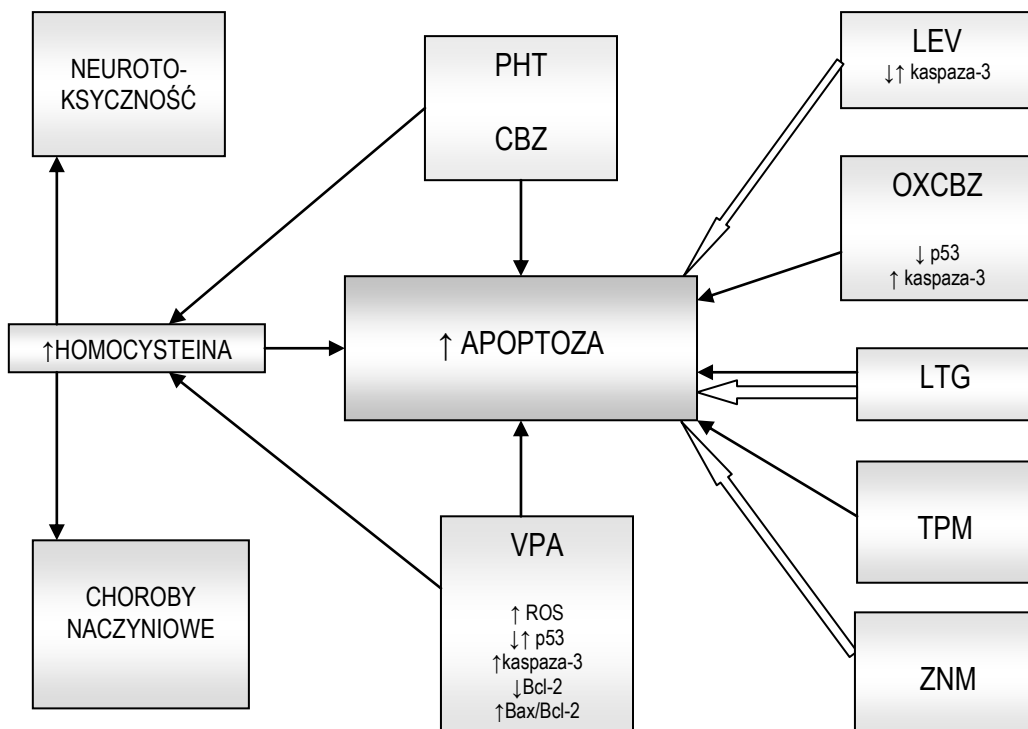 NEUROTO-
KSYCZNOŚĆ
PHT
CBZ
LEV
↓↑ kaspaza-3
OXCBZ
↓ p53
↑ kaspaza-3
↑HOMOCYSTEINA
↑ APOPTOZA
LTG
TPM
CHOROBY
NACZYNIOWE
VPA
↑ ROS
↓↑ p53
↑kaspaza-3
↓Bcl-2
↑Bax/Bcl-2
ZNM